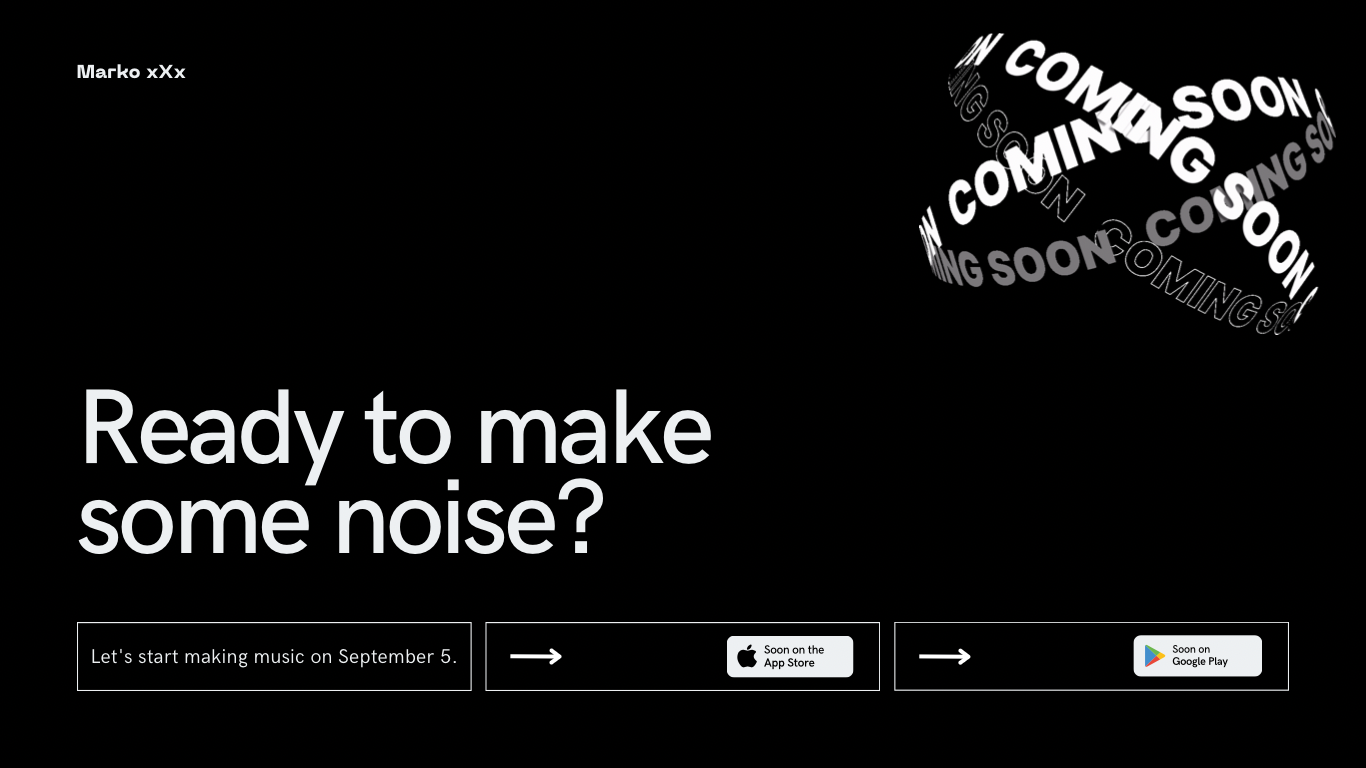 Marko xXx
ON COMING SOON
COMING SOON
COMING SOON
COMING SOON
Ready to make
some noise?
Let's start making music on September 5.
Soon on the
App Store
Soon on
Google Play